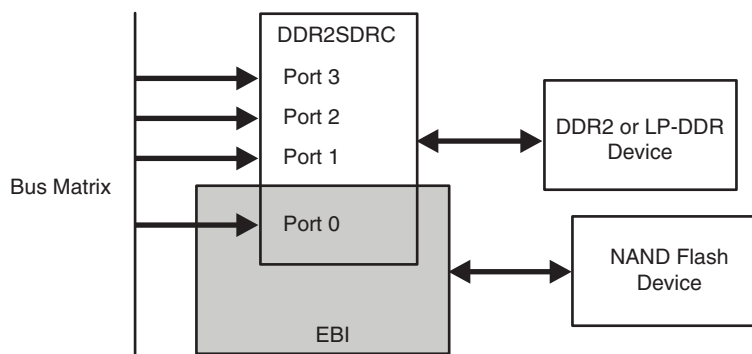 DDR2SDRC
Port 3
Port 2
Port 1
Port 0
Bus Matrix
EBI
DDR2 or LP-DDR
Device
NAND Flash
Device